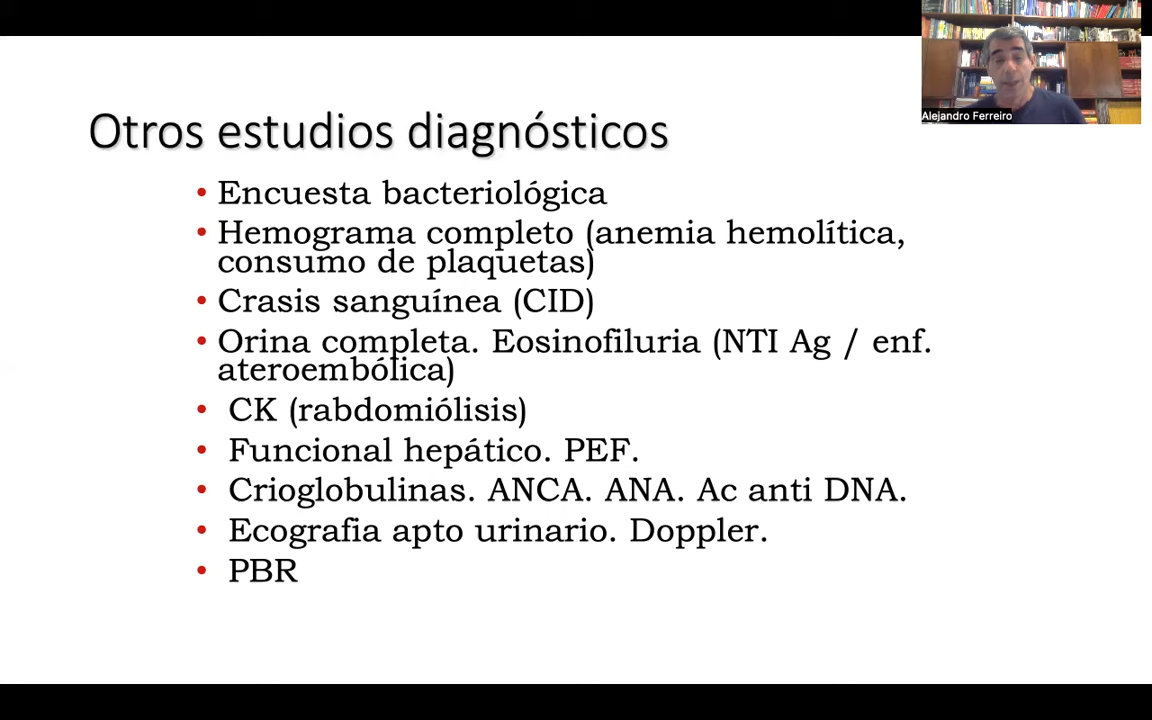 Alejandro Ferreiro
Otros estudios diagnósticos
• Encuesta bacteriológica
• Hemograma completo (anemia hemolítica,
consumo de plaquetas)
• Crasis sanguínea (CID)
• Orina completa. Eosinofiluria (NTI Ag / enf.
ateroembólica)
• CK (rabdomiólisis)
• Funcional hepático. PEF.
• Crioglobulinas. ANCA. ANA. Ac anti DNA.
• Ecografia apto urinario. Doppler.
• PBR